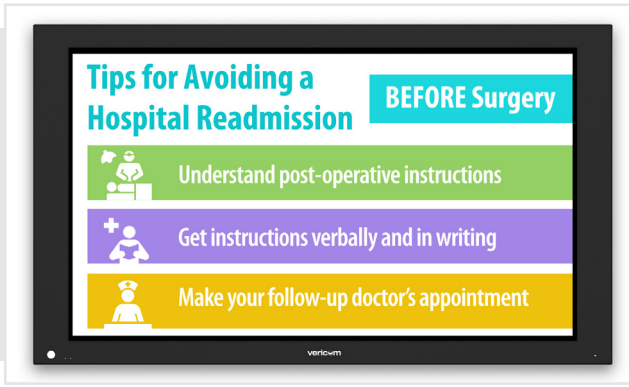 Tips for Avoiding a
Hospital Readmission
BEFORE Surgery
Understand post-operative instructions
Get instructions verbally and in writing
Make your follow-up doctor's appointment
vericom